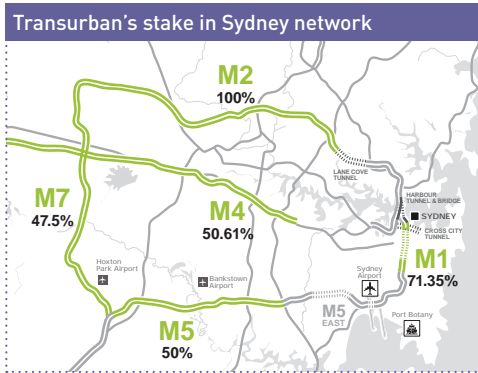 Transurban's stake in Sydney network
M2
100%
LANE COVE
TUNNEL
HARBOUR
TUNNEL & BRIDGE
SYDNEY
CROSS CITY
TUNNEL
M7
47.5%
M4
50.61%
M1
71.35%
Hoxton
Park Airport
Bankstown
Airport
Sydney
Airport
M5
EAST
Port Botany
M5
50%